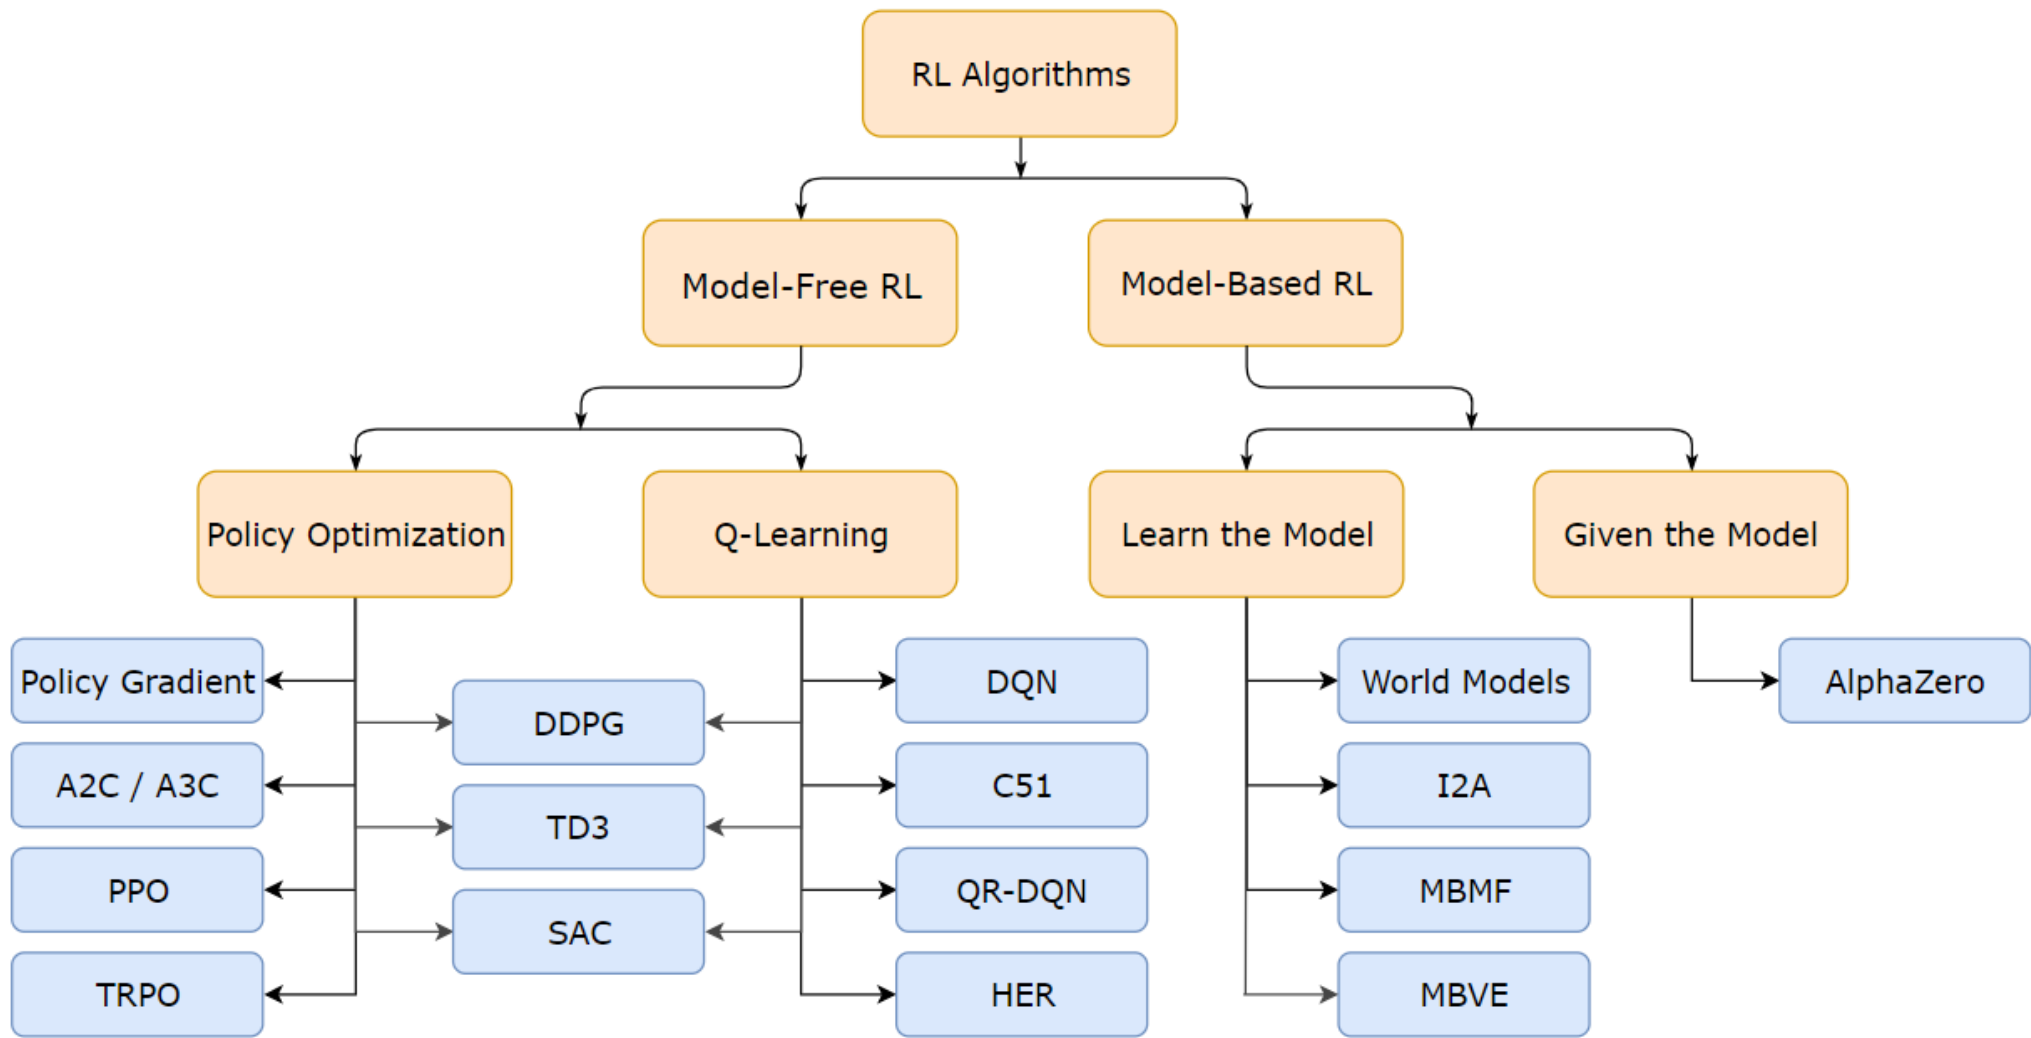 RL Algorithms
Model-Free RL
Model-Based RL
Policy Optimization
Q-Learning
Learn the Model
Given the Model
Policy Gradient
DDPG
DQN
World Models
AlphaZero
A2C / A3C
TD3
C51
I2A
PPO
SAC
QR-DQN
MBMF
TRPO
HER
MBVE